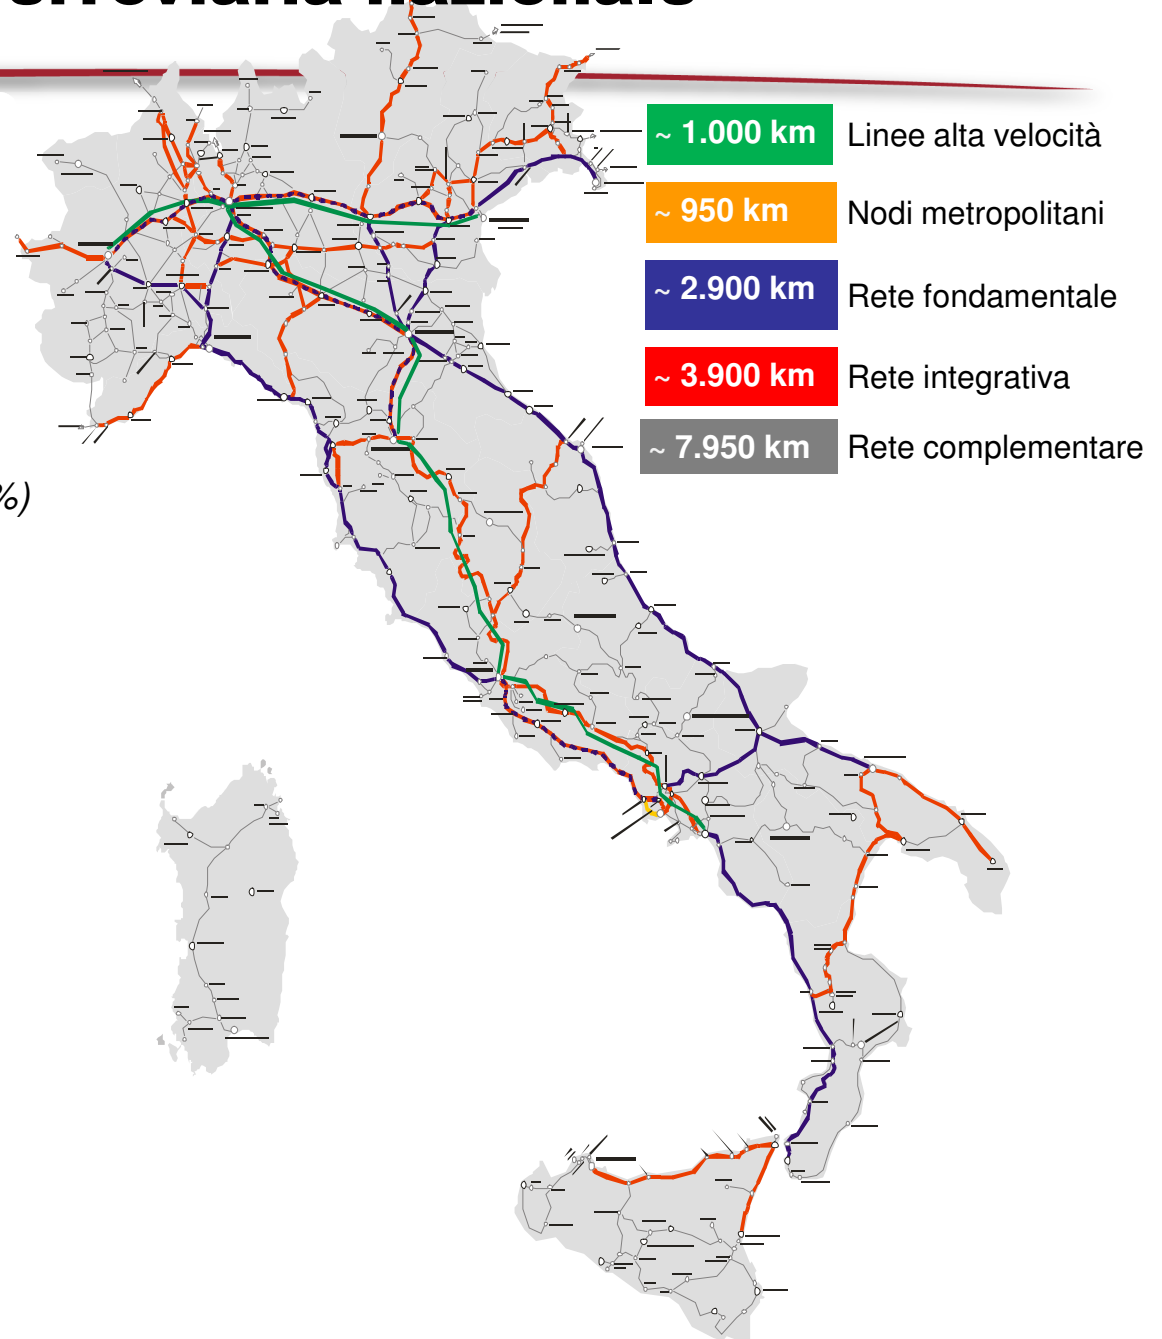 ~ 1.000 km Linee alta velocità
~ 950 km Nodi metropolitani
~ 2.900 km Rete fondamentale
~ 3.900 km Rete integrativa
~ 7.950 km Rete complementare
%)